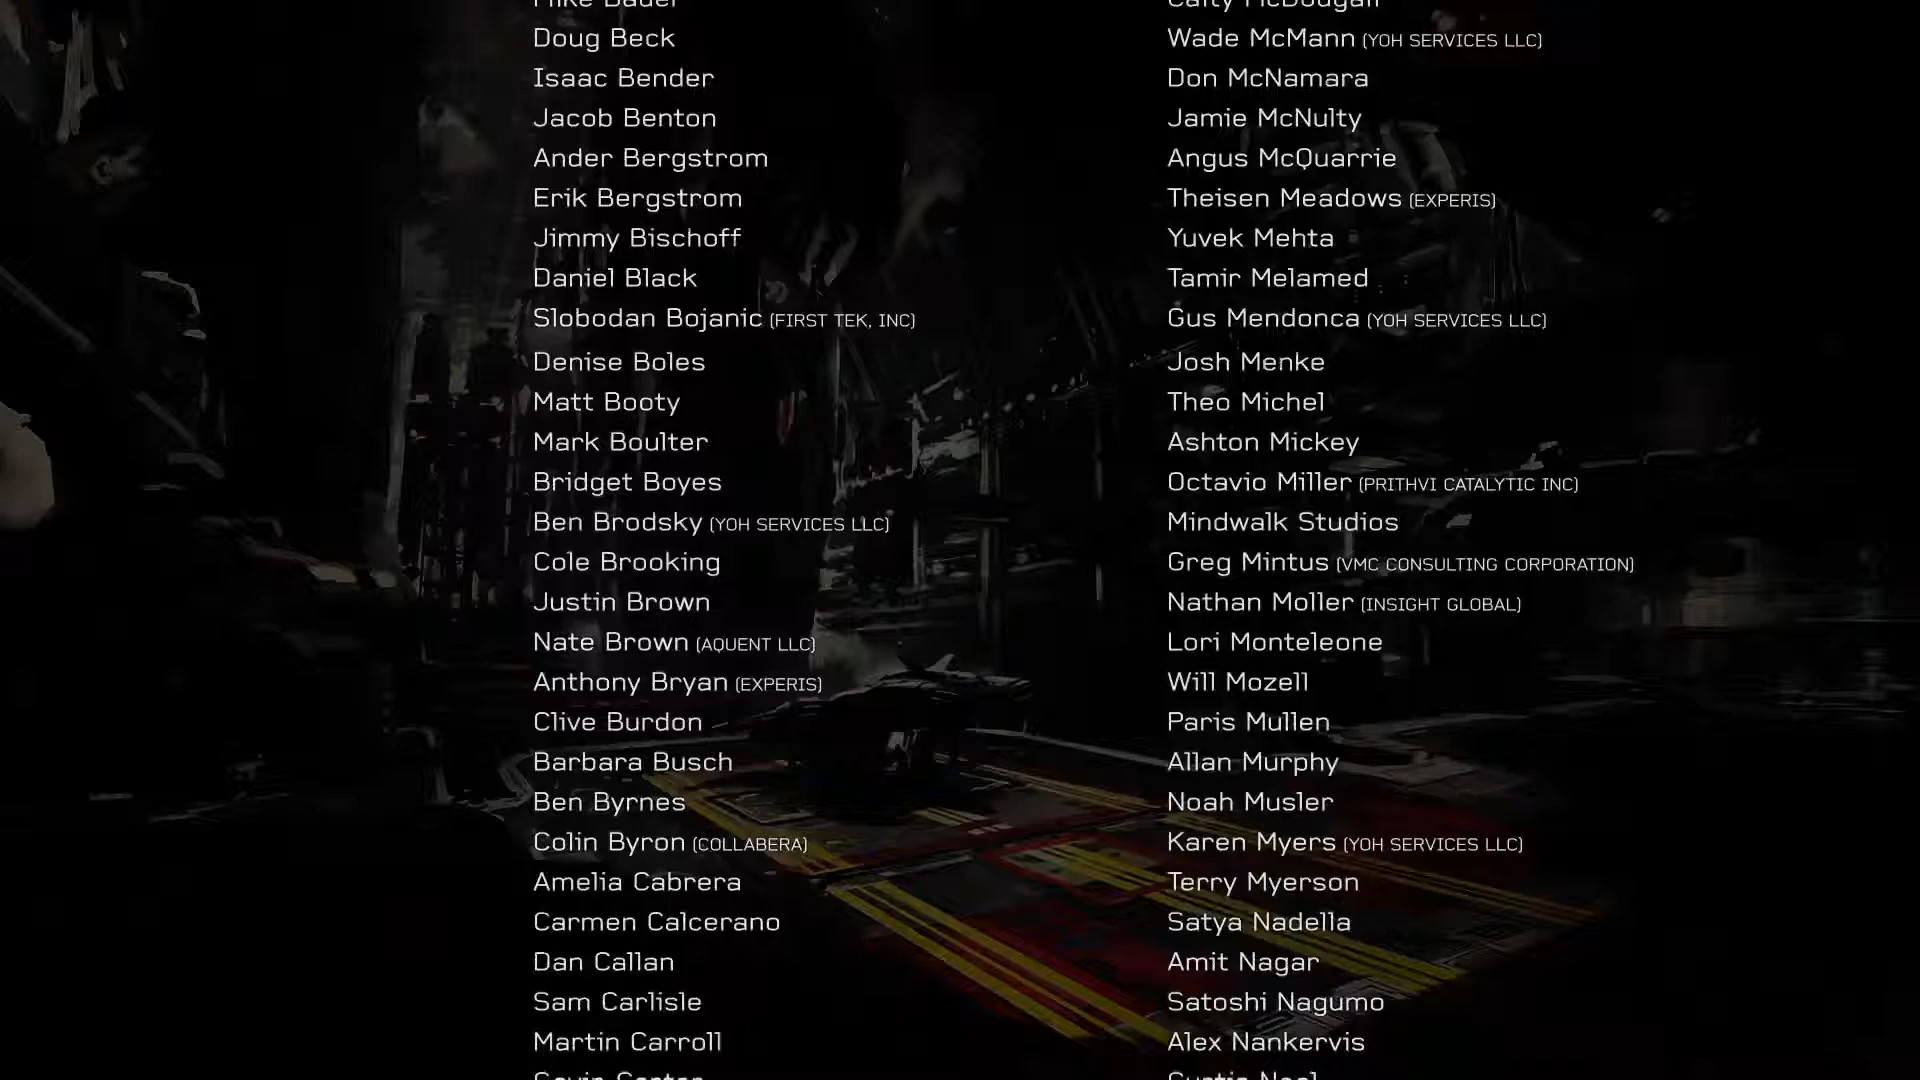 Doug Beck
Isaac Bender
Jacob Benton
Ander Bergstrom
Erik Bergstrom
Jimmy Bischoff
Daniel Black
Slobodan Bojanic (FIRST TEK, INC)
Denise Boles
Matt Booty
Mark Boulter
Bridget Boyes
Ben Brodsky (YOH SERVICES LLC)
Cole Brooking
Justin Brown
Nate Brown (AQUENT LLC)
Anthony Bryan (EXPERIS)
Clive Burdon
Barbara Busch
Ben Byrnes
Colin Byron (COLLABERA)
Amelia Cabrera
Carmen Calcerano
Dan Callan
Sam Carlisle
Martin Carroll
Wade McMann (YOH SERVICES LLC)
Don McNamara
Jamie McNulty
Angus McQuarrie
Theisen Meadows (EXPERIS)
Yuvek Mehta
Tamir Melamed
Gus Mendonca (YOH SERVICES LLC)
Josh Menke
Theo Michel
Ashton Mickey
Octavio Miller (PRITHVI CATALYTIC INC)
Mindwalk Studios
Greg Mintus (VMC CONSULTING CORPORATION)
Nathan Moller (INSIGHT GLOBAL)
Lori Monteleone
Will Mozell
Paris Mullen
Allan Murphy
Noah Musler
Karen Myers (YOH SERVICES LLC)
Terry Myerson
Satya Nadella
Amit Nagar
Satoshi Nagumo
Alex Nankervis